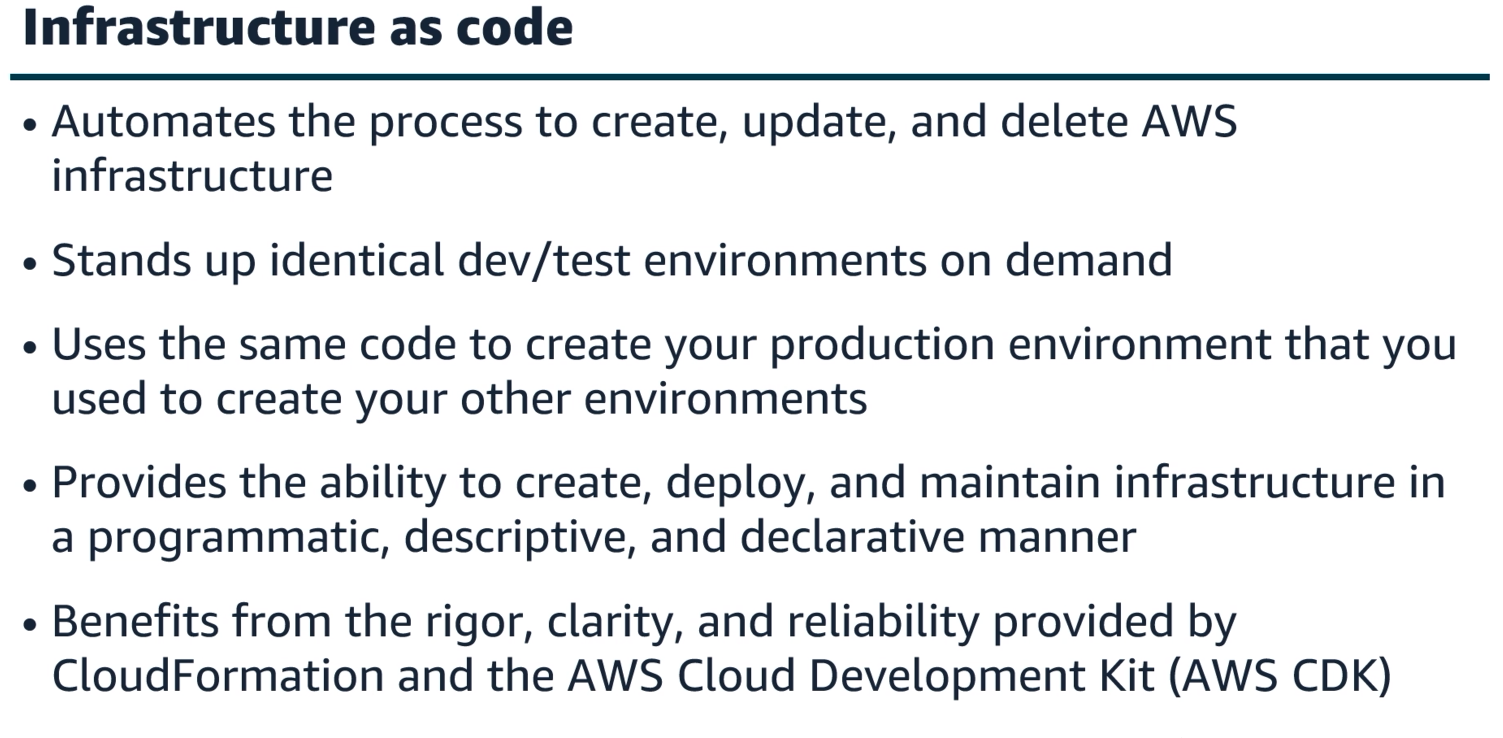 Infrastructure as code
• Automates the process to create, update, and delete AWS
infrastructure
• Stands up identical dev/test environments on demand
• Uses the same code to create your production environment that you
used to create your other environments
• Provides the ability to create, deploy, and maintain infrastructure in
a programmatic, descriptive, and declarative manner
• Benefits from the rigor, clarity, and reliability provided by
CloudFormation and the AWS Cloud Development Kit (AWS CDK)